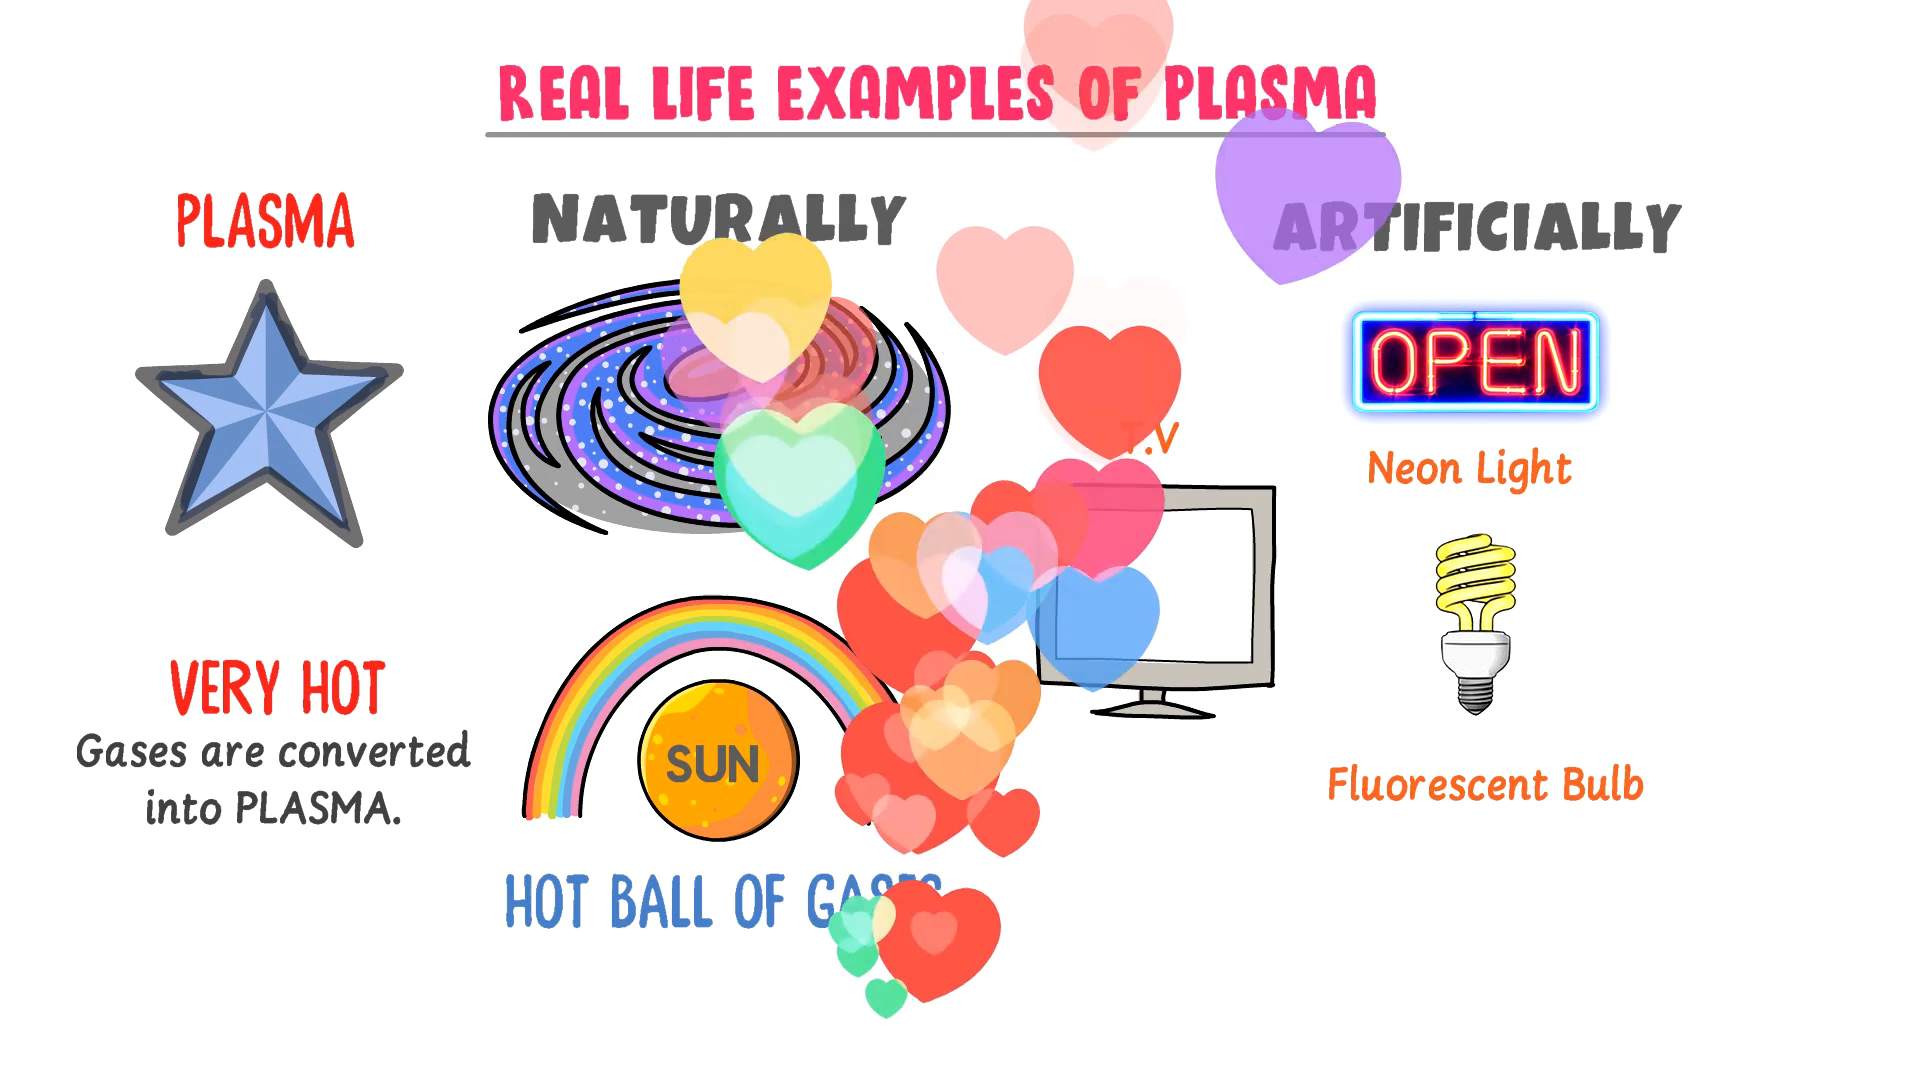 REAL LIFE EXAMPLES OF PLASMA
PLASMA
NATURALLY
ARTIFICIALLY
OPEN
T.V
Neon Light
VERY HOT
Gases are converted
into PLASMA.
SUN
Fluorescent Bulb
HOT BALL OF GASES